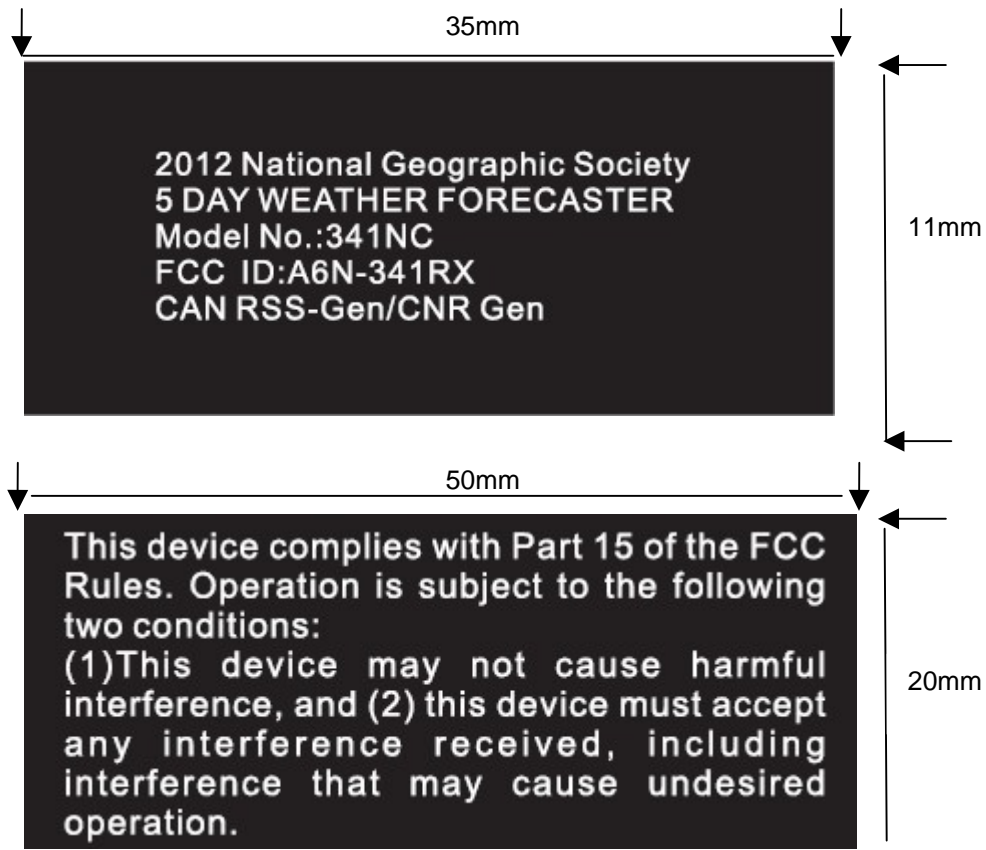 35mm
2012 National Geographic Society
5 DAY WEATHER FORECASTER
Model No.:341NC
FCC ID:A6N-341RX
CAN RSS-Gen/CNR Gen
11mm
50mm
This device complies with Part 15 of the FCC
Rules. Operation is subject to the following
two conditions:
(1)This device may not cause harmful
interference, and (2) this device must accept
any interference received, including
interference that may cause undesired
operation.
20mm